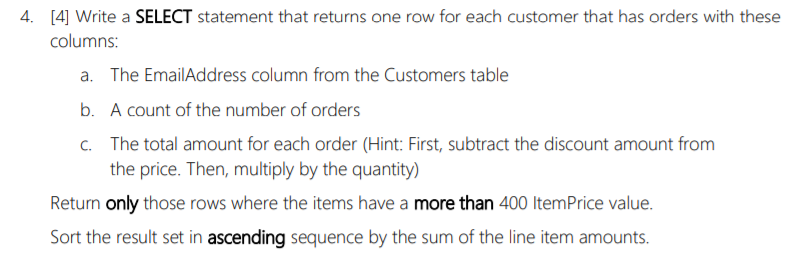 4. [4] Write a SELECT statement that returns one row for each customer that has orders with these
columns:
a. The EmailAddress column from the Customers table
b. A count of the number of orders
c. The total amount for each order (Hint: First, subtract the discount amount from
the price. Then, multiply by the quantity)
Return only those rows where the items have a more than 400 ItemPrice value.
Sort the result set in ascending sequence by the sum of the line item amounts.